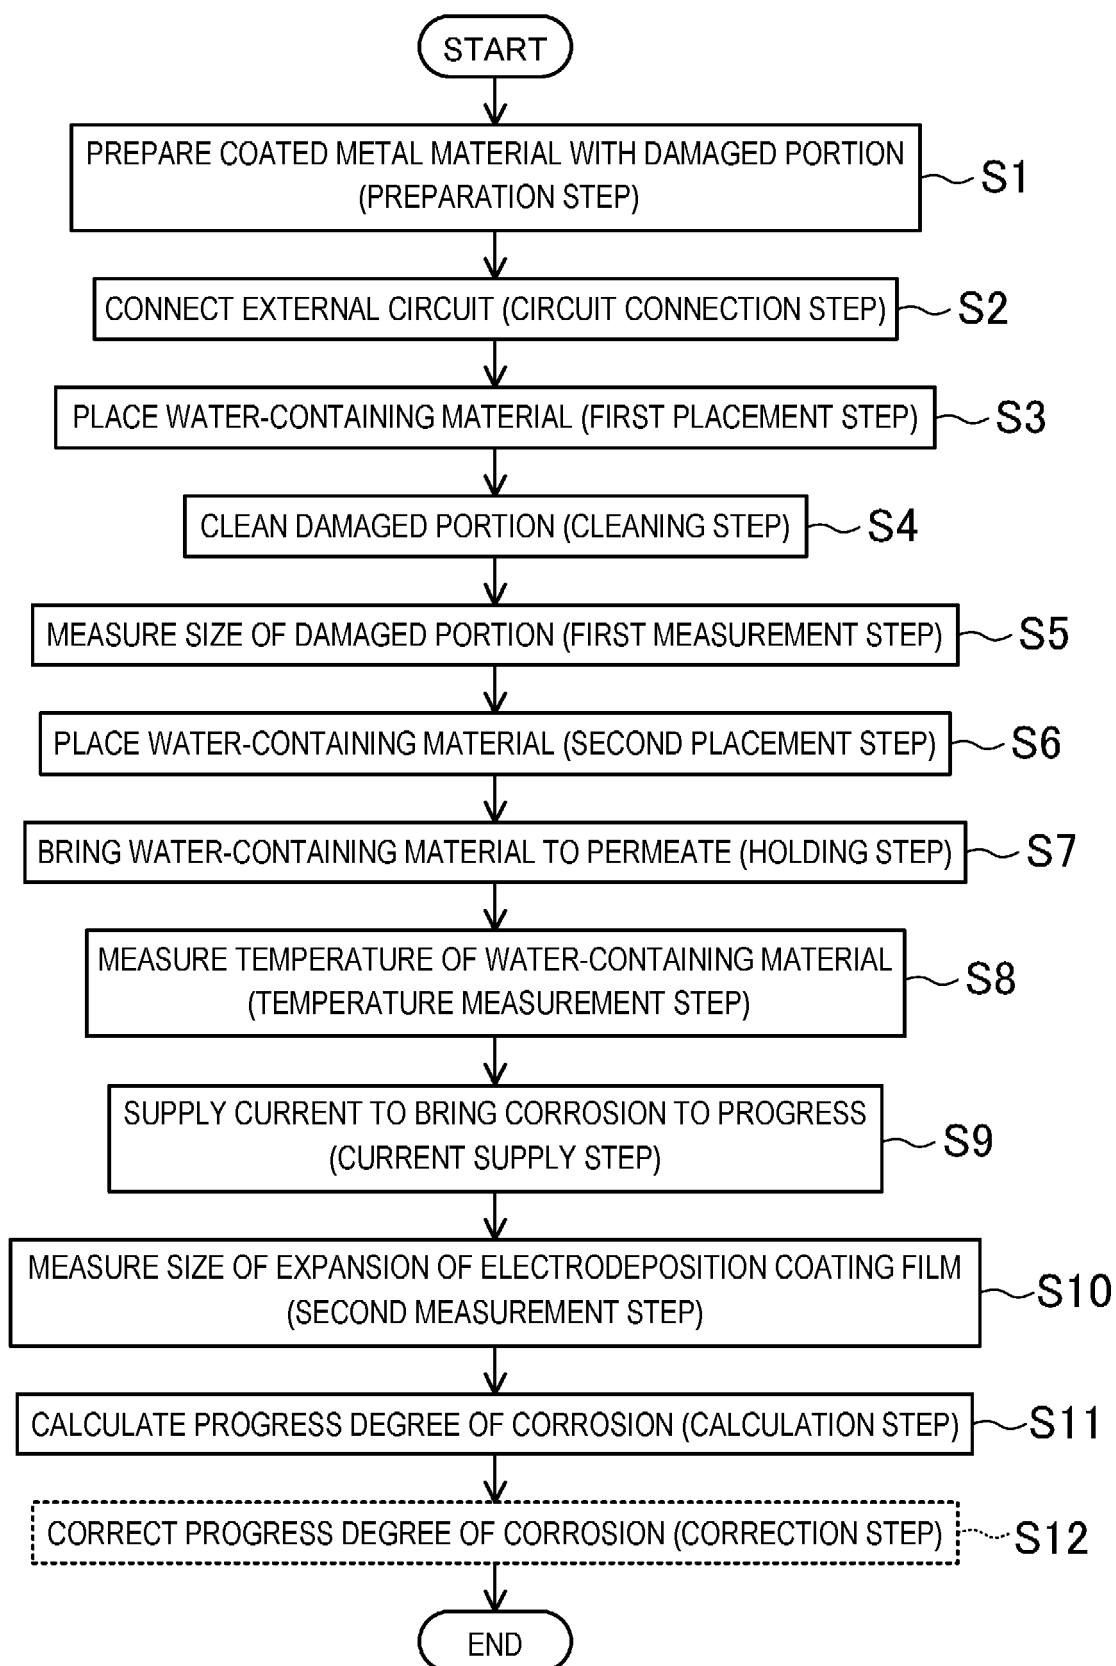 START
PREPARE COATED METAL MATERIAL WITH DAMAGED PORTION
(PREPARATION STEP)
S1
CONNECT EXTERNAL CIRCUIT (CIRCUIT CONNECTION STEP)
S2
PLACE WATER-CONTAINING MATERIAL (FIRST PLACEMENT STEP)
S3
CLEAN DAMAGED PORTION (CLEANING STEP)
S4
MEASURE SIZE OF DAMAGED PORTION (FIRST MEASUREMENT STEP)
S5
PLACE WATER-CONTAINING MATERIAL (SECOND PLACEMENT STEP)
S6
BRING WATER-CONTAINING MATERIAL TO PERMEATE (HOLDING STEP)
S7
MEASURE TEMPERATURE OF WATER-CONTAINING MATERIAL
(TEMPERATURE MEASUREMENT STEP)
S8
SUPPLY CURRENT TO BRING CORROSION TO PROGRESS
(CURRENT SUPPLY STEP)
S9
MEASURE SIZE OF EXPANSION OF ELECTRODEPOSITION COATING FILM
(SECOND MEASUREMENT STEP)
S10
CALCULATE PROGRESS DEGREE OF CORROSION (CALCULATION STEP)
S11
CORRECT PROGRESS DEGREE OF CORROSION (CORRECTION STEP)
S12
END